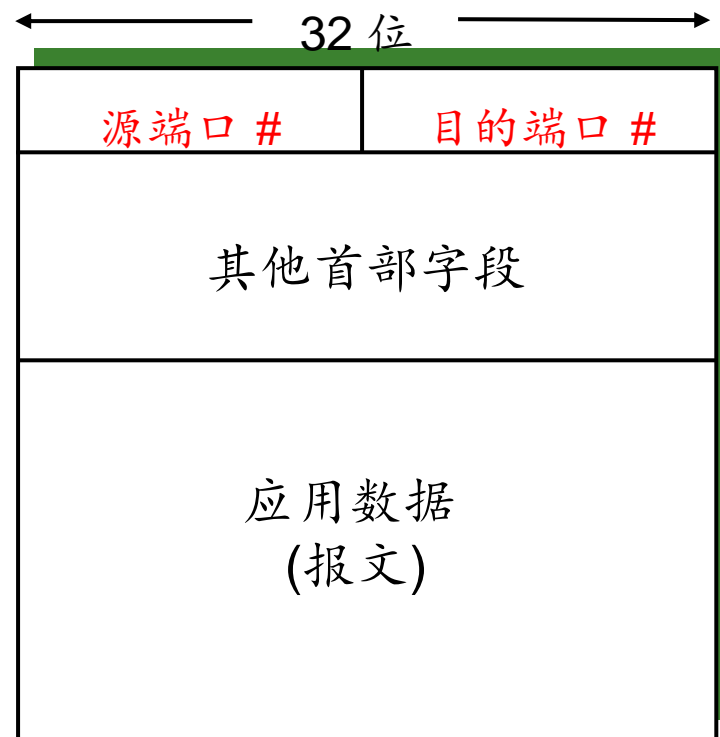 32 位
源端口 # 目的端口 #
其他首部字段
应用数据
(报文)